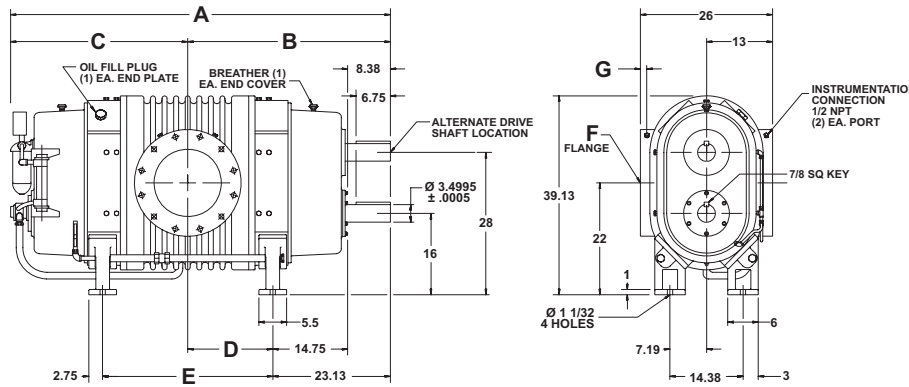 A
C
B
OIL FILL PLUG
(1) EA. END PLATE
BREATHER (1)
EA. END COVER
8.38
6.75
ALTERNATE DRIVE
SHAFT LOCATION
Ø 3.4995
± .0005
28
16
5.5
D
14.75
2.75
E
23.13
26
13
G
INSTRUMENTATIO
CONNECTION
1/2 NPT
(2) EA. PORT
F
FLANGE
7/8 SQ KEY
39.13
22
1
Ø 1 1/32
4 HOLES
6
7.19
14.38
3